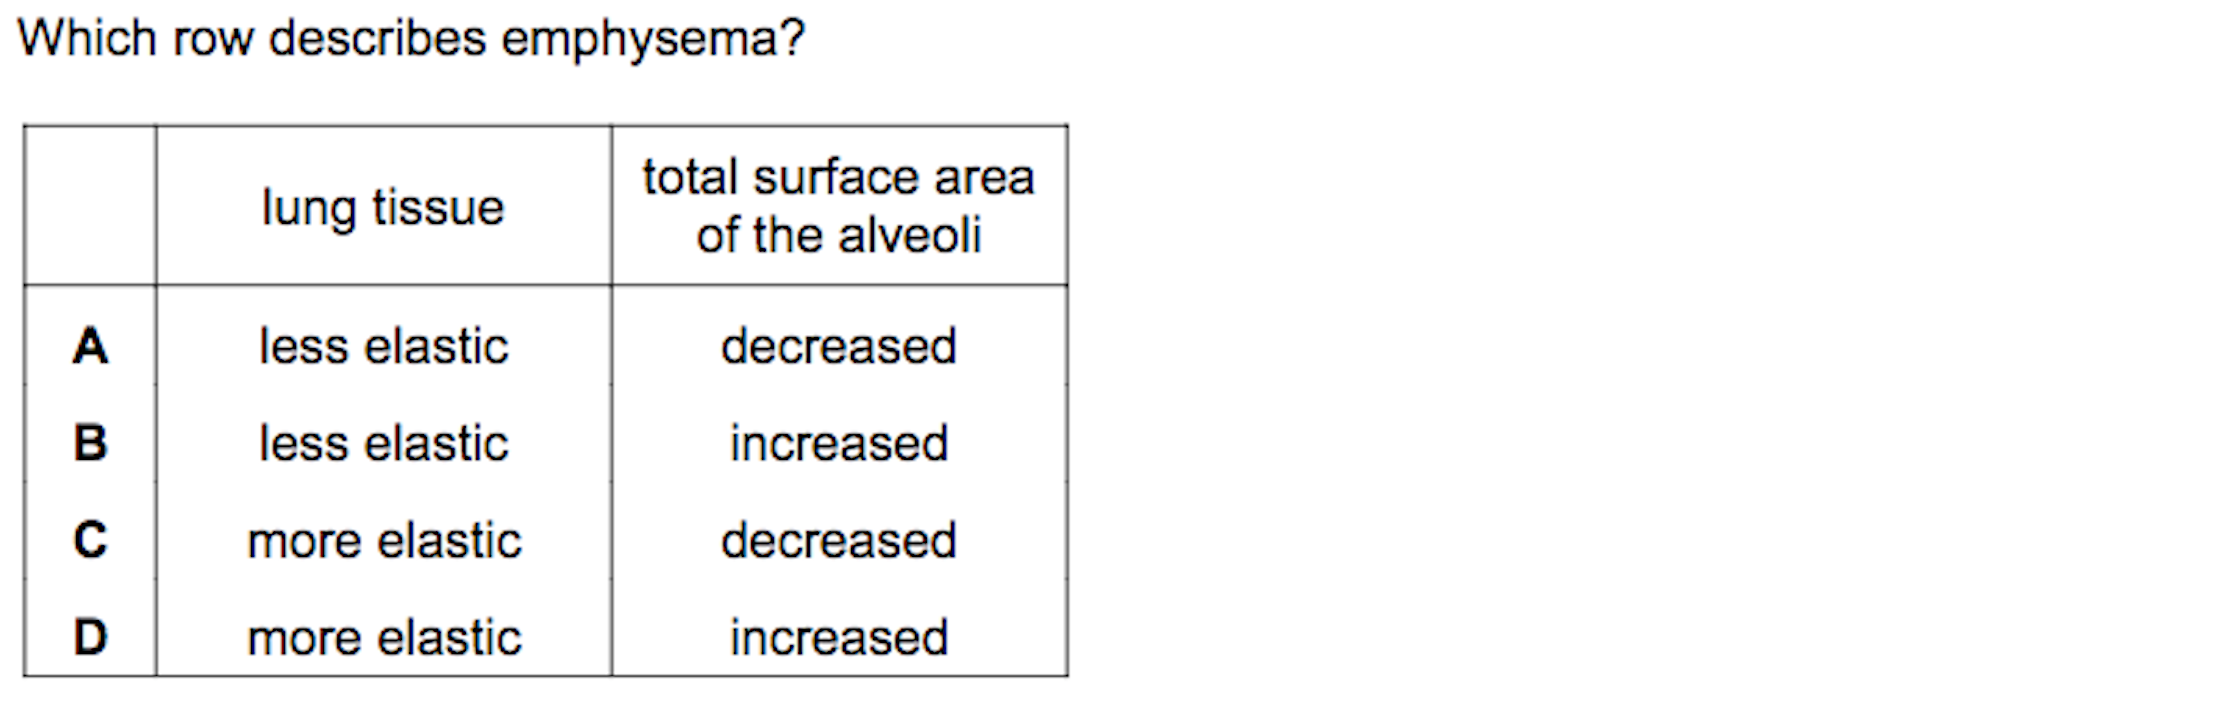 Which row describes emphysema?
lung tissue
total surface area
of the alveoli
A less elastic decreased
B less elastic increased
C more elastic decreased
D more elastic increased